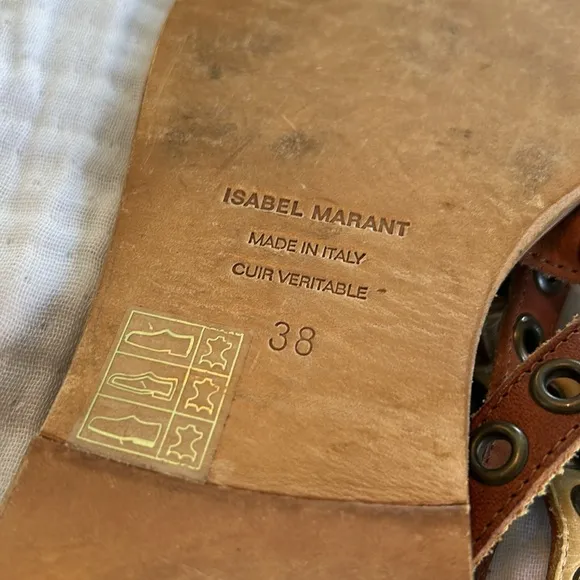 ISABEL MARANT
MADE IN ITALY
CUIR VERITABLE
38